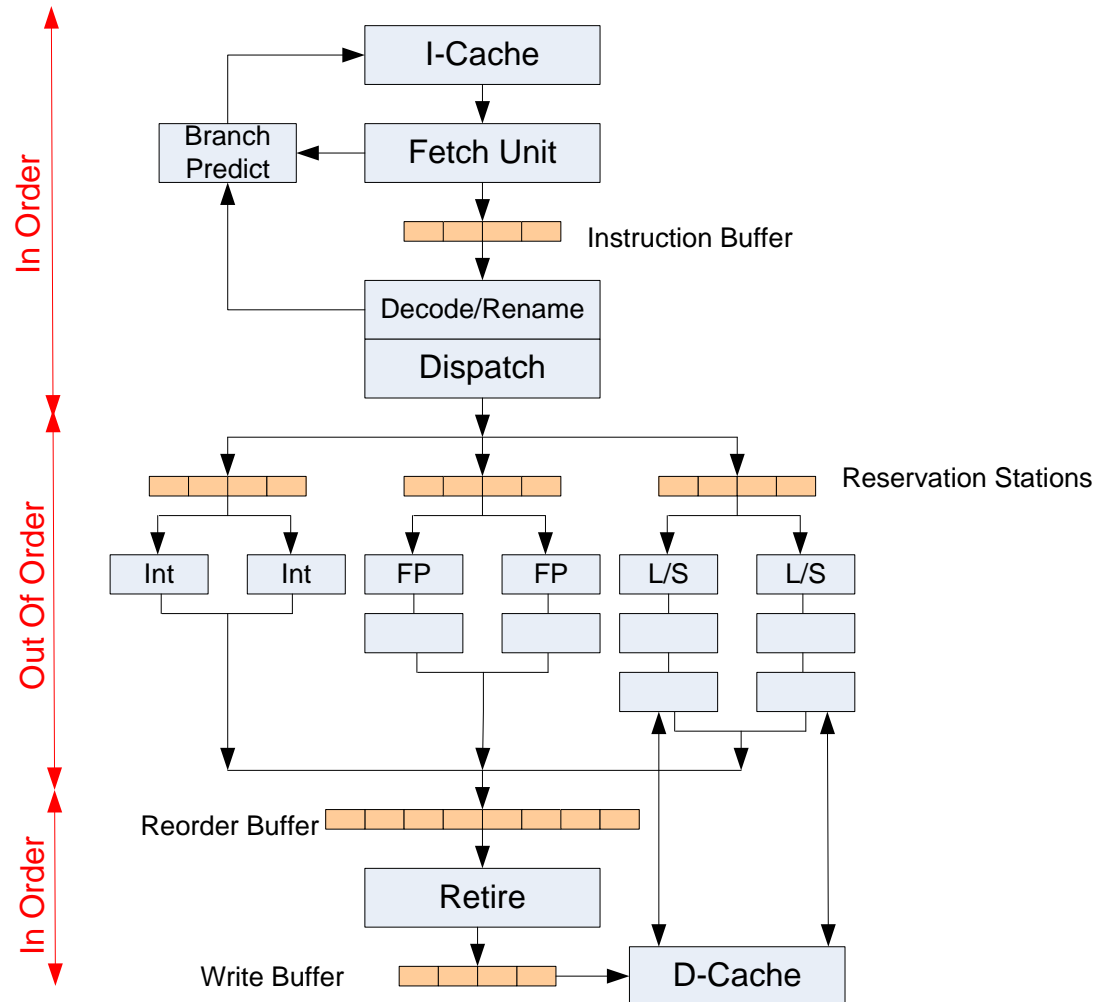 I-Cache
Branch
Predict
Fetch Unit
In Order
Instruction Buffer
Decode/Rename
Dispatch
Reservation Stations
Out Of Order
Int
Int
FP
FP
L/S
L/S
Reorder Buffer
In Order
Retire
Write Buffer
D-Cache